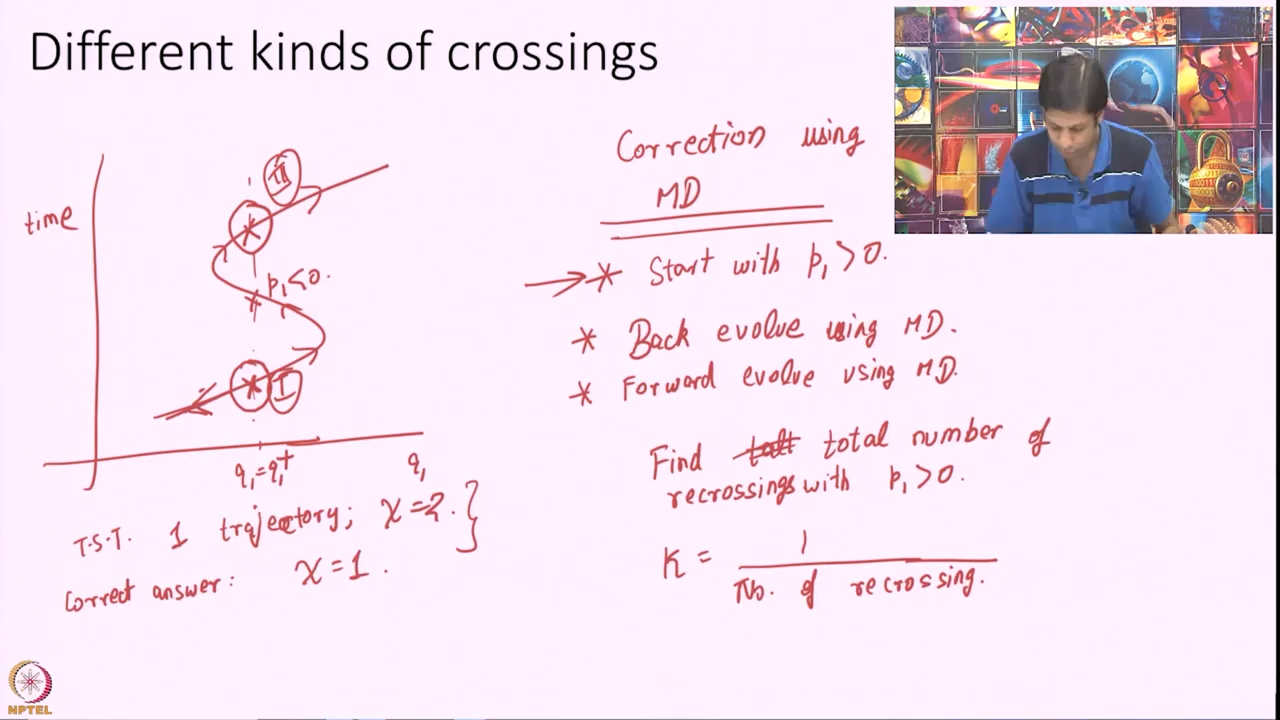 Different kinds of crossings
time
II
p₁<0.
I
q₁=q₁‡
q₁
T.S.T. 1 trajectory; χ=2.
Correct answer: χ=1.
Correction using
MD
→* Start with p₁>0.
* Back evolve using MD.
* Forward evolve using MD.
Find total number of
recrossings with p₁>0.
K = 1
No. of recrossing.
NPTEL